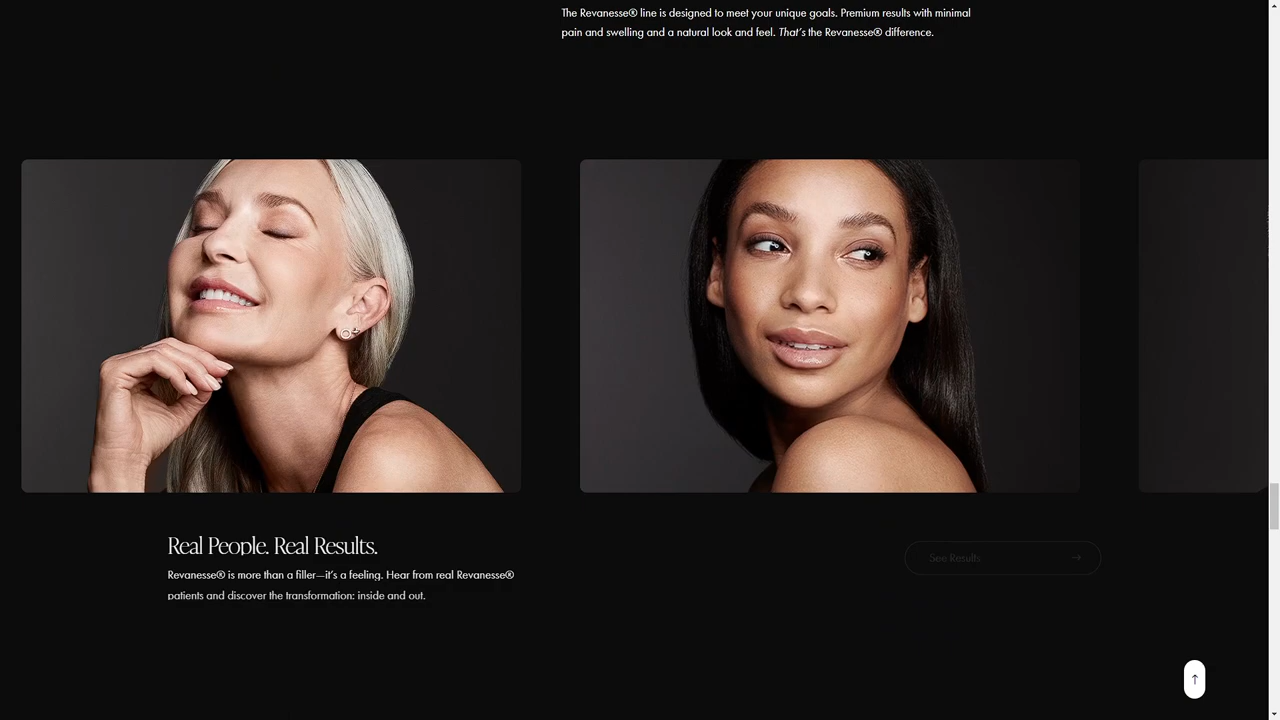 The Revanesse® line is designed to meet your unique goals. Premium results with minimal
pain and swelling and a natural look and feel. That's the Revanesse® difference.
Real People. Real Results.
Revanesse® is more than a filler—it's a feeling. Hear from real Revanesse®
patients and discover the transformation: inside and out.
See Results →